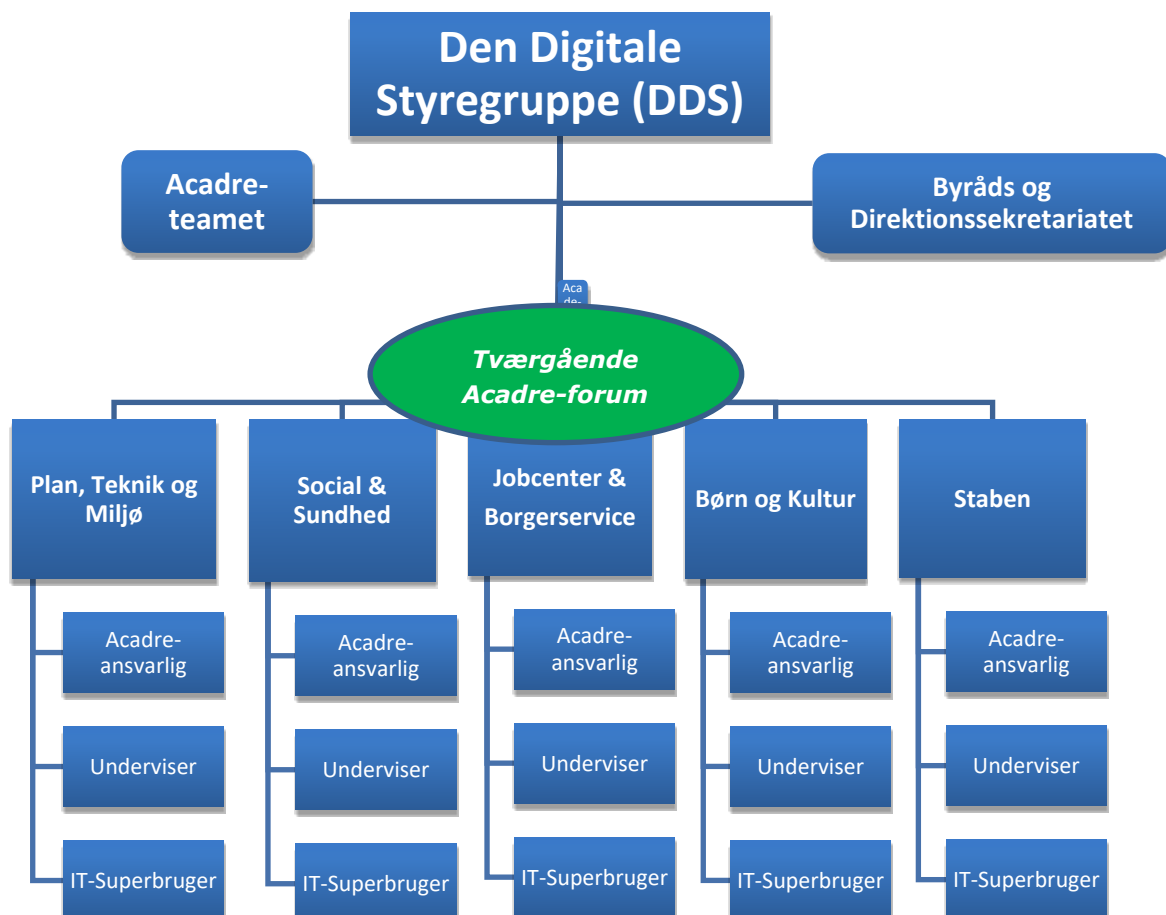 Den Digitale
Styregruppe (DDS)
Acadre-
teamet
Byråds og
Direktionssekretariatet
Aca
de-
Tværgående
Acadre-forum
Plan, Teknik og
Miljø
Social &
Sundhed
Jobcenter &
Borgerservice
Børn og Kultur
Staben
Acadre-
ansvarlig
Acadre-
ansvarlig
Acadre-
ansvarlig
Acadre-
ansvarlig
Acadre-
ansvarlig
Underviser
Underviser
Underviser
Underviser
Underviser
IT-Superbruger
IT-Superbruger
IT-Superbruger
IT-Superbruger
IT-Superbruger